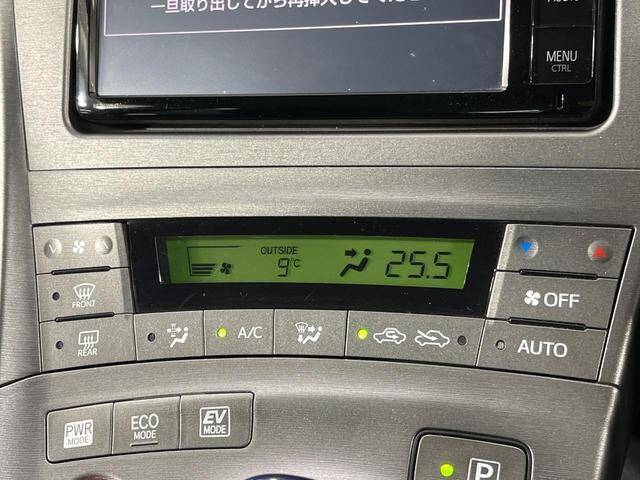 一旦取り出してから再挿入してください
AUDIO
MENU
CTRL
OUTSIDE
9°C
25.5
FRONT
OFF
REAR
A/C
AUTO
PWR
MODE
ECO
MODE
EV
MODE
P